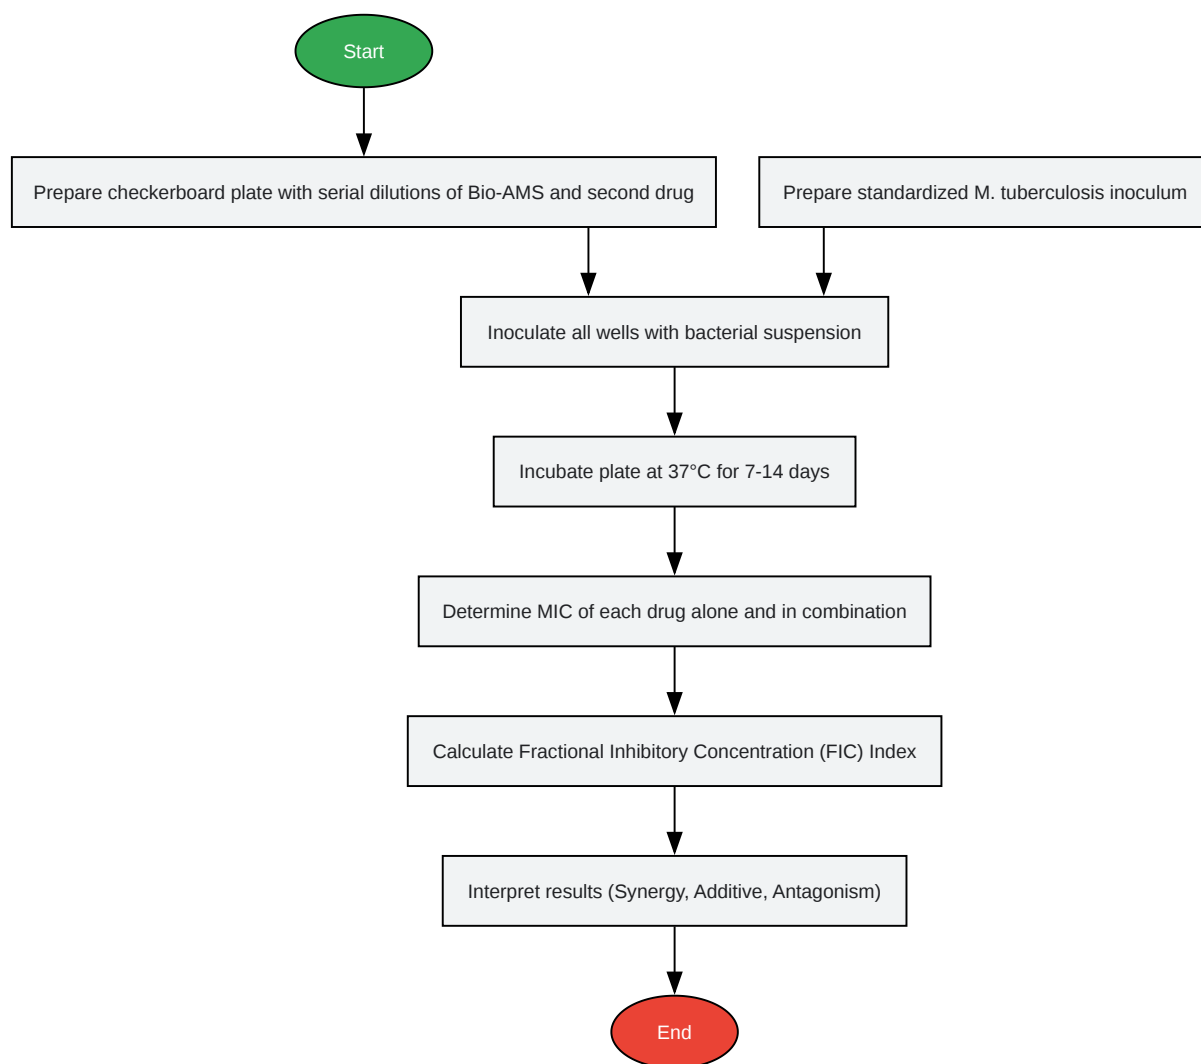 Start
Prepare checkerboard plate with serial dilutions of Bio-AMS and second drug
Prepare standardized M. tuberculosis inoculum
Inoculate all wells with bacterial suspension
Incubate plate at 37°C for 7-14 days
Determine MIC of each drug alone and in combination
Calculate Fractional Inhibitory Concentration (FIC) Index
Interpret results (Synergy, Additive, Antagonism)
End